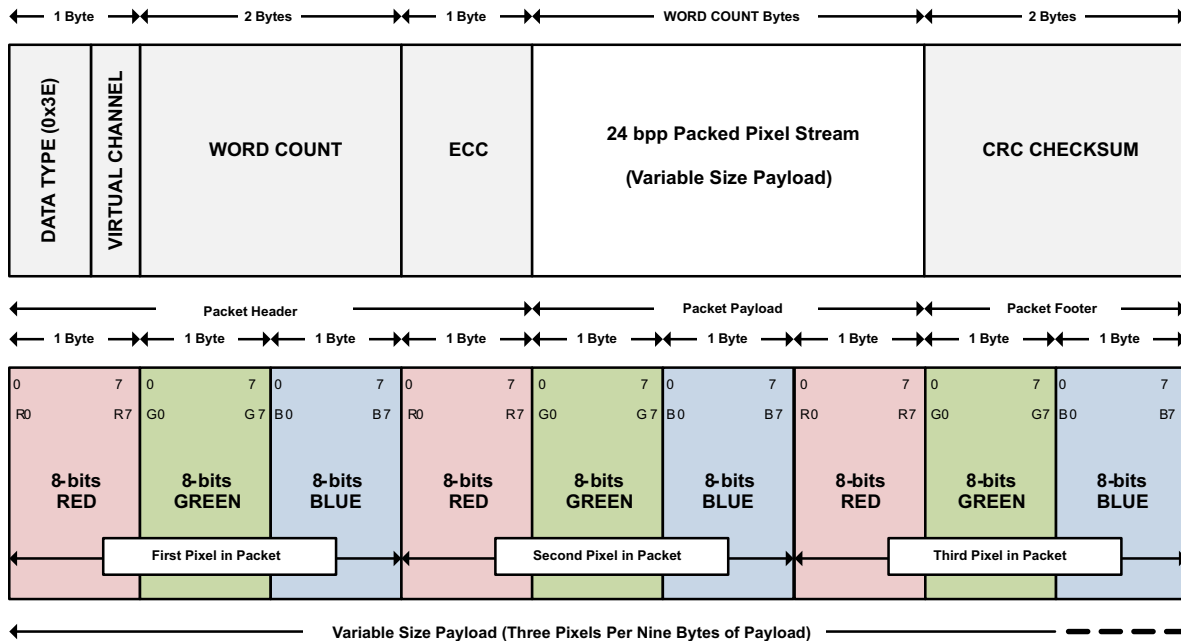 1 Byte 2 Bytes 1 Byte WORD COUNT Bytes 2 Bytes
DATA TYPE (0x3E)
VIRTUAL CHANNEL
WORD COUNT
ECC
24 bpp Packed Pixel Stream
(Variable Size Payload)
CRC CHECKSUM
Packet Header Packet Payload Packet Footer
1 Byte 1 Byte 1 Byte 1 Byte 1 Byte 1 Byte 1 Byte 1 Byte 1 Byte
0 7 0 7 0 7 0 7 0 7 0 7 0 7 0 7 0 7
R0 R7 G0 G7 B0 B7 R0 R7 G0 G7 B0 B7 R0 R7 G0 G7 B0 B7
8-bits 8-bits 8-bits 8-bits 8-bits 8-bits 8-bits 8-bits 8-bits
RED GREEN BLUE RED GREEN BLUE RED GREEN BLUE
First Pixel in Packet Second Pixel in Packet Third Pixel in Packet
Variable Size Payload (Three Pixels Per Nine Bytes of Payload)